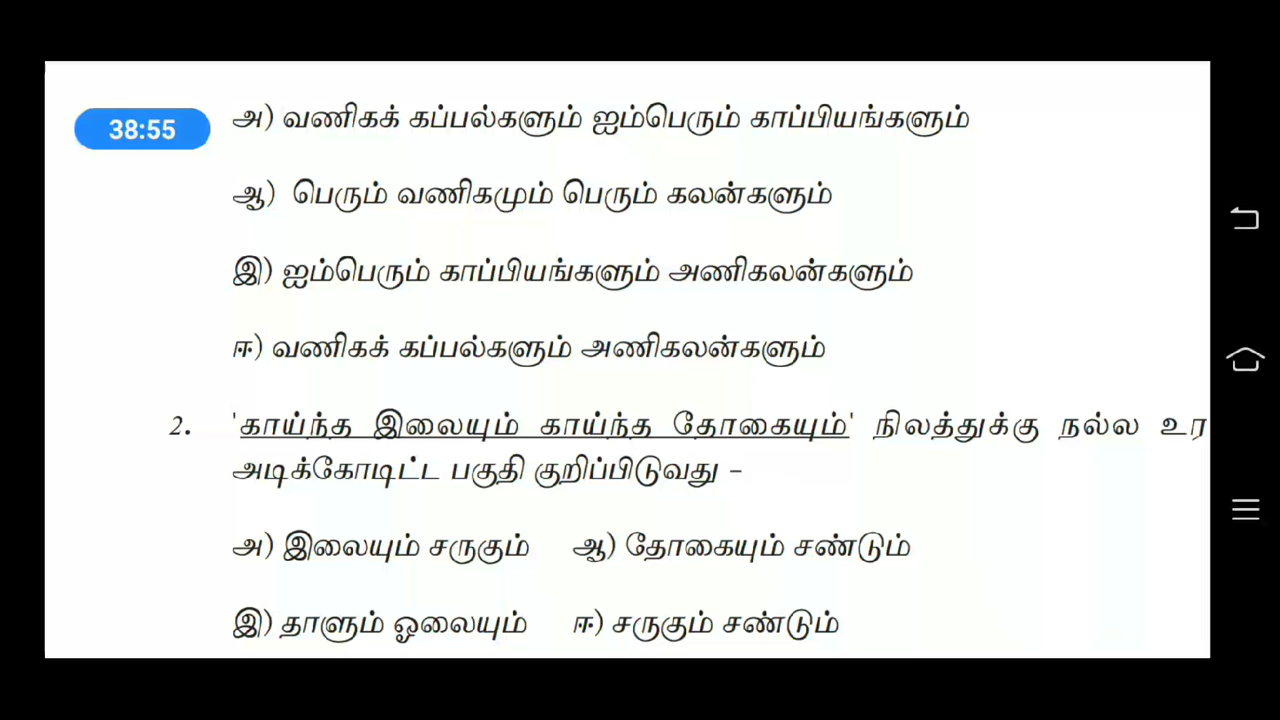 38:55
அ) வணிகக் கப்பல்களும் ஐம்பெரும் காப்பியங்களும்
ஆ) பெரும் வணிகமும் பெரும் கலன்களும்
இ) ஐம்பெரும் காப்பியங்களும் அணிகலன்களும்
ஈ) வணிகக் கப்பல்களும் அணிகலன்களும்
2. 'காய்ந்த இலையும் காய்ந்த தோகையும்' நிலத்துக்கு நல்ல உர
அடிக்கோடிட்ட பகுதி குறிப்பிடுவது –
அ) இலையும் சருகும் ஆ) தோகையும் சண்டும்
இ) தாளும் ஓலையும் ஈ) சருகும் சண்டும்